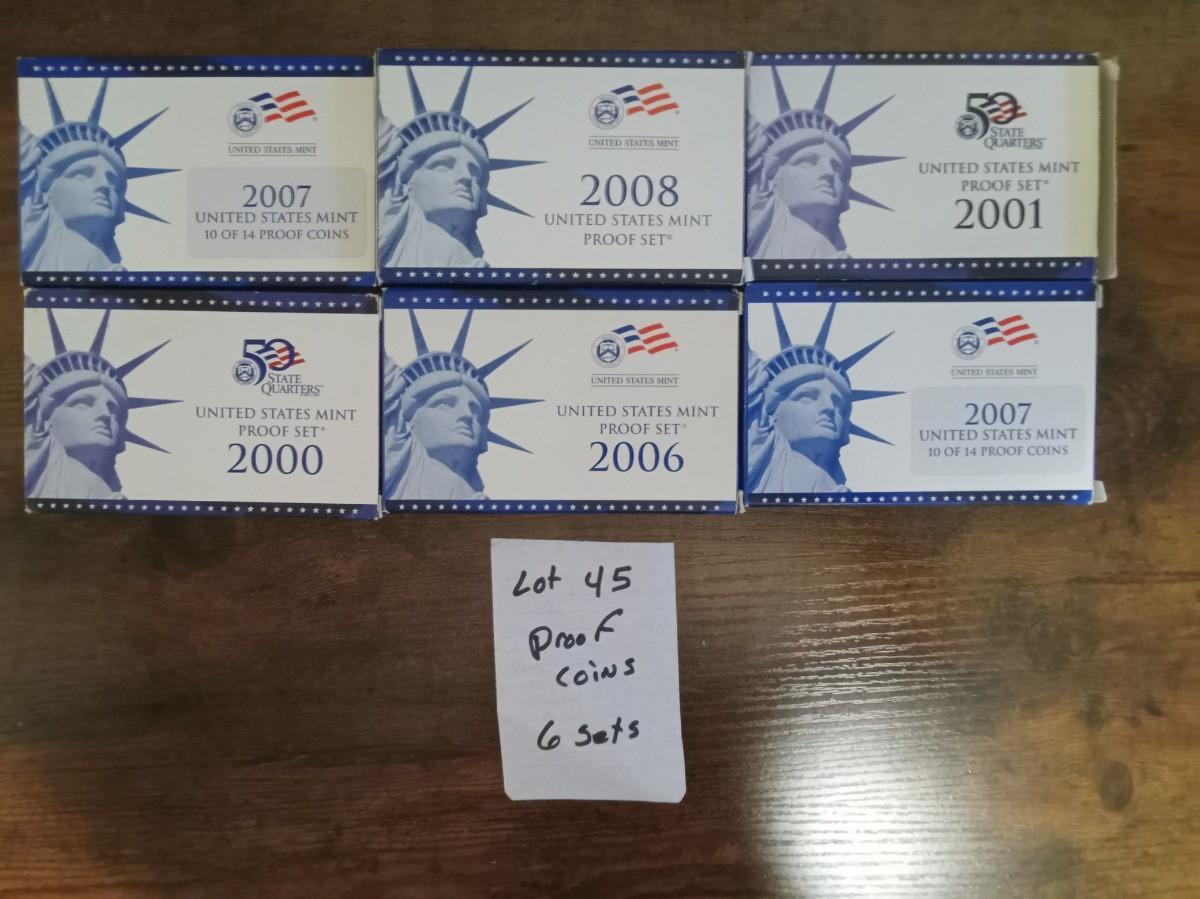 UNITED STATES MINT
2007
UNITED STATES MINT
10 OF 14 PROOF COINS
UNITED STATES MINT
2008
UNITED STATES MINT
PROOF SET®
50
STATE
QUARTERS™
UNITED STATES MINT
PROOF SET®
2001
50
STATE
QUARTERS™
UNITED STATES MINT
PROOF SET®
2000
UNITED STATES MINT
UNITED STATES MINT
PROOF SET®
2006
UNITED STATES MINT
2007
UNITED STATES MINT
10 OF 14 PROOF COINS
Lot 45
Proof
coins
6 sets